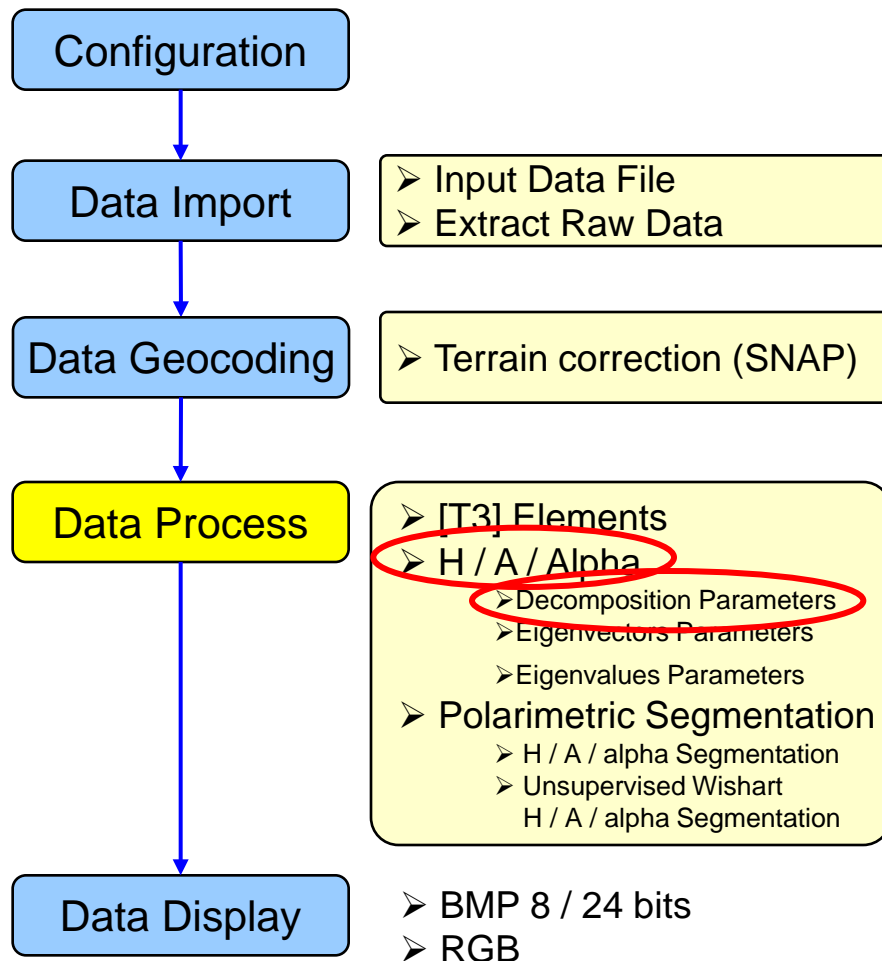 Configuration
Data Import
➢ Input Data File
➢ Extract Raw Data
Data Geocoding
➢ Terrain correction (SNAP)
Data Process
➢ [T3] Elements
➢ H / A / Alpha
➢Decomposition Parameters
➢Eigenvectors Parameters
➢Eigenvalues Parameters
➢ Polarimetric Segmentation
➢ H / A / alpha Segmentation
➢ Unsupervised Wishart
H / A / alpha Segmentation
Data Display
➢ BMP 8 / 24 bits
➢ RGB